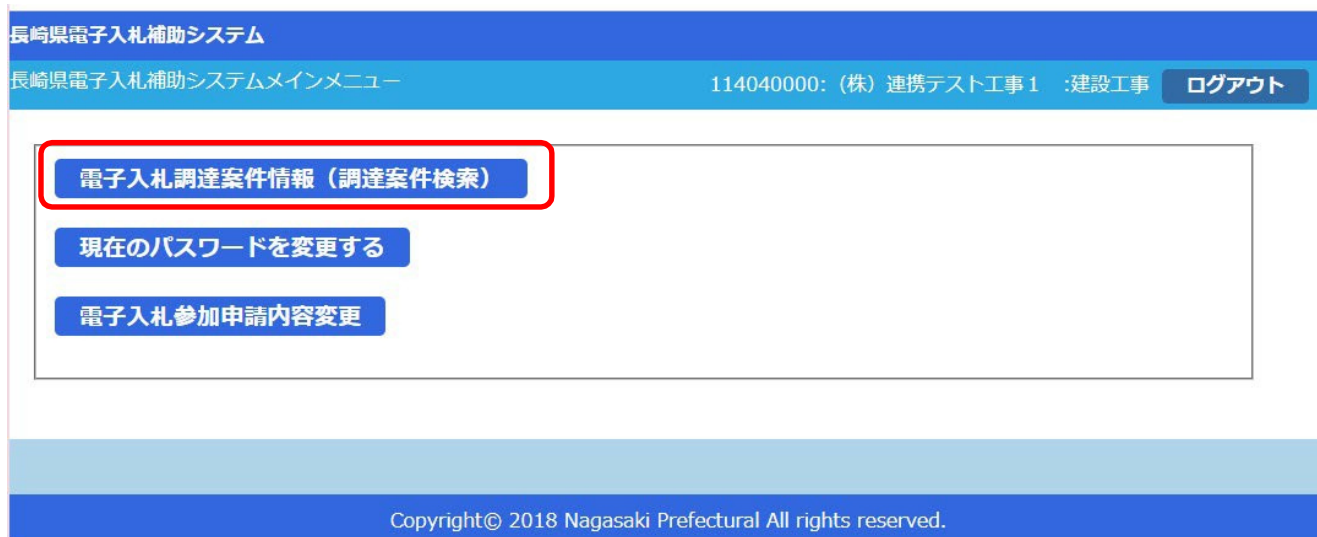 長崎県電子入札補助システム
長崎県電子入札補助システムメインメニュー
114040000:（株）連携テスト工事１ :建設工事 ログアウト
電子入札調達案件情報（調達案件検索）
現在のパスワードを変更する
電子入札参加申請内容変更
Copyright© 2018 Nagasaki Prefectural All rights reserved.